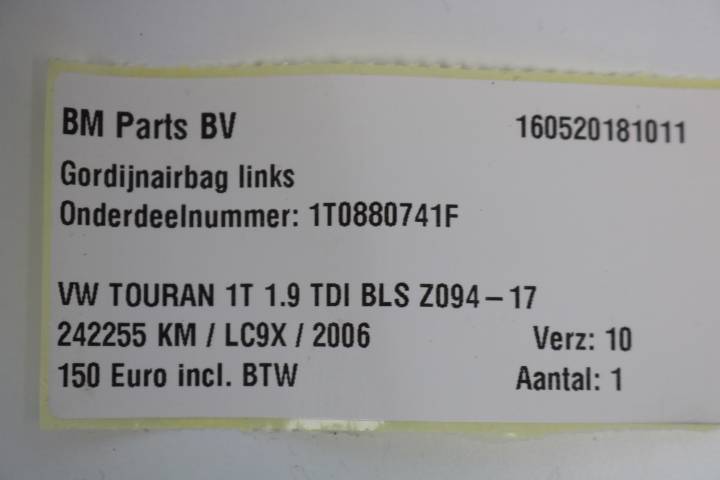 BM Parts BV 160520181011
Gordijnairbag links
Onderdeelnummer: 1T0880741F
VW TOURAN 1T 1.9 TDI BLS Z094-17
242255 KM / LC9X / 2006 Verz: 10
150 Euro incl. BTW Aantal: 1